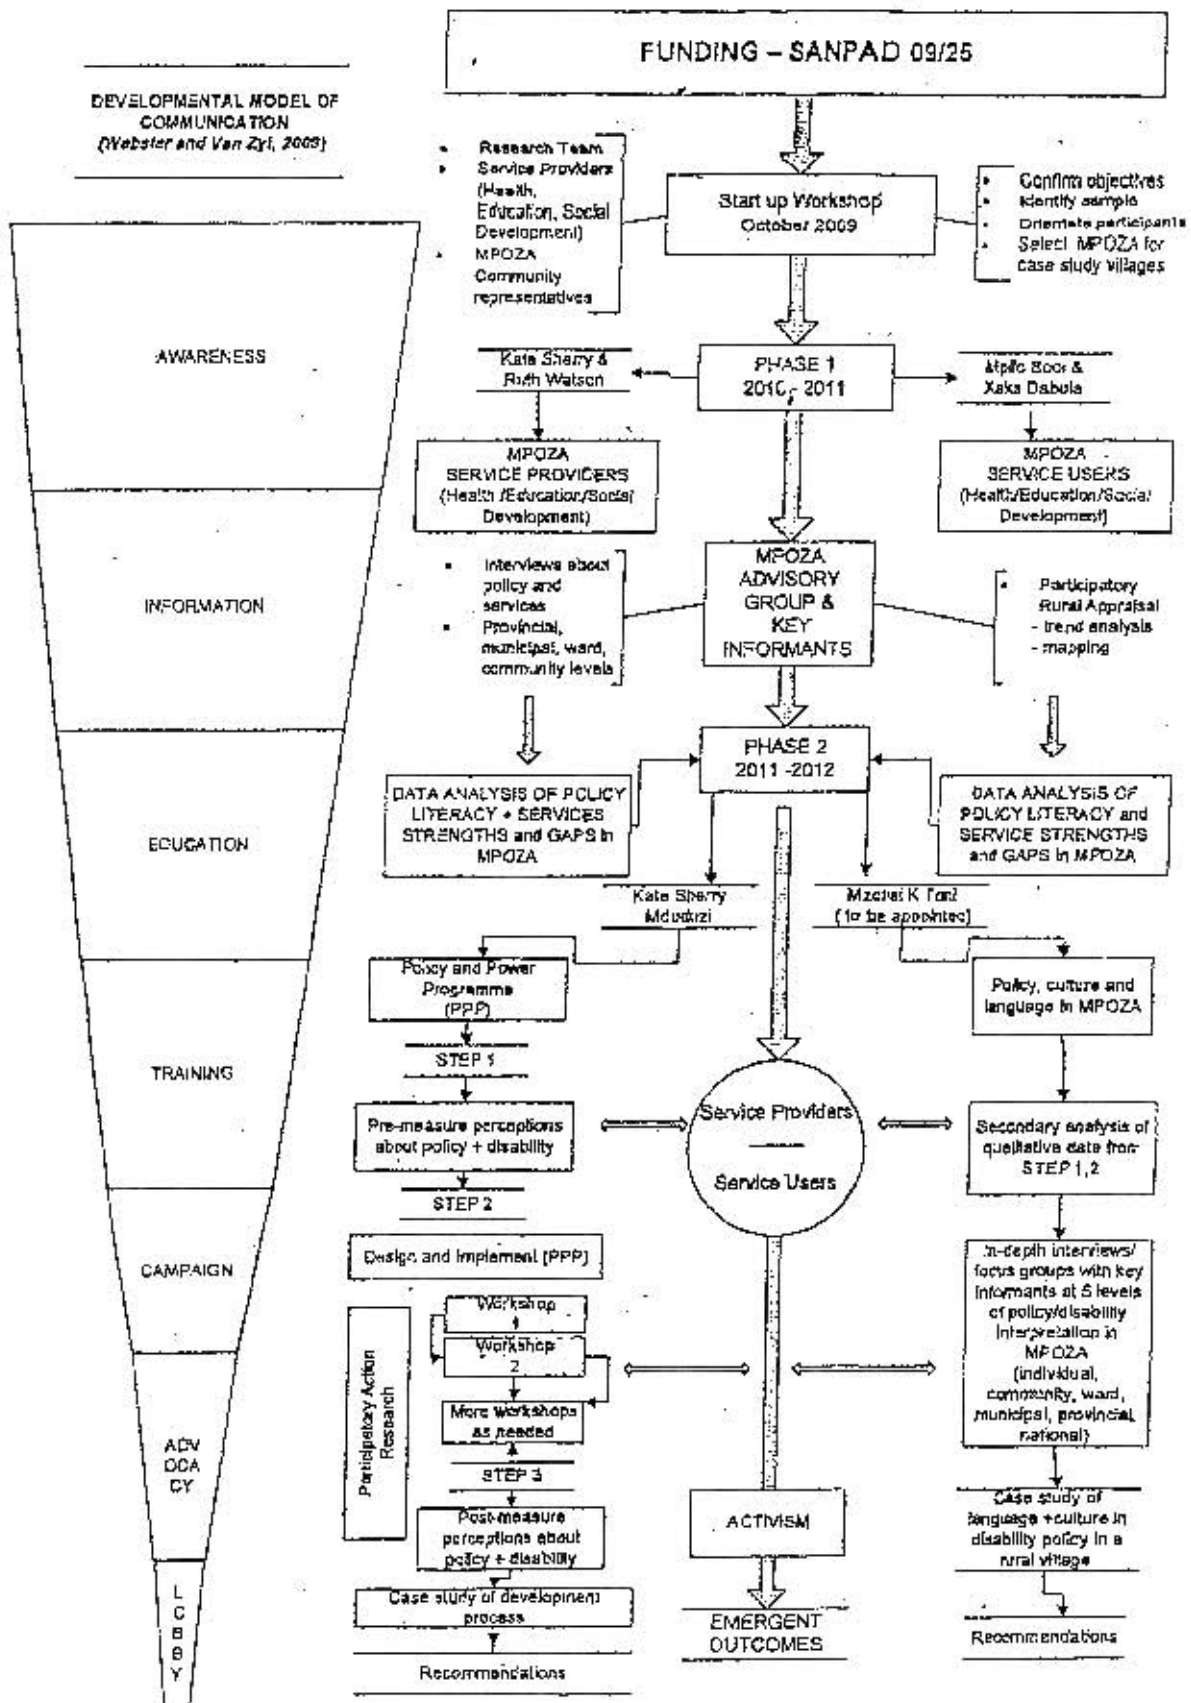 FUNDING – SANPAD 09/25
DEVELOPMENTAL MODEL OF
COMMUNICATION
(Webster and Van Zyl,
Research Team
Service Providers
(Health,
Education, Social
Development)
MPOZA
Community
representatives
Start up Workshop
October 2009
Confirm objectives
Identify sample
Orientate participants
Select MPOZA for
case study villages
AWARENESS
INFORMATION
EDUCATION
TRAINING
CAMPAIGN
ADV
OCA
CY
L
O
B
B
Y
Kate Sherry &
Ruth Watson
PHASE 1
2010 - 2011
&
Xaka Dabula
MPOZA
SERVICE PROVIDERS
(Health /Education/Social
Development)
MPOZA
SERVICE USERS
(Health/Education/Social
Development)
Interviews about
policy and
services
Provincial,
municipal, ward,
community levels
MPOZA
ADVISORY
GROUP &
KEY
INFORMANTS
Participatory
Rural Appraisal
- trend analysis
- mapping
PHASE 2
2011 -2012
DATA ANALYSIS OF POLICY
LITERACY + SERVICES
STRENGTHS and GAPS in
MPOZA
DATA ANALYSIS OF
POLICY LITERACY and
SERVICE STRENGTHS
and GAPS in MPOZA
Kate Sherry
Mduduzi
K
(to be appointed)
Policy and Power
Programme
(PPP)
Policy, culture and
language in MPOZA
STEP 1
Pre-measure perceptions
about policy + disability
Service Providers
Service Users
Secondary analysis of
qualitative data from
STEP 1,2
STEP 2
Design and implement (PPP)
Participatory Action
Research
Workshop
1
Workshop
2
More workshops
as needed
In-depth interviews/
focus groups with key
informants at 5 levels
of policy/disability
interpretation in
MPOZA
(individual,
community, ward,
municipal, provincial,
national)
STEP 3
Post-measure
perceptions about
policy + disability
ACTIVISM
Case study of
language +culture in
disability policy in a
rural village
Case study of development
process
EMERGENT
OUTCOMES
Recommendations
Recommendations